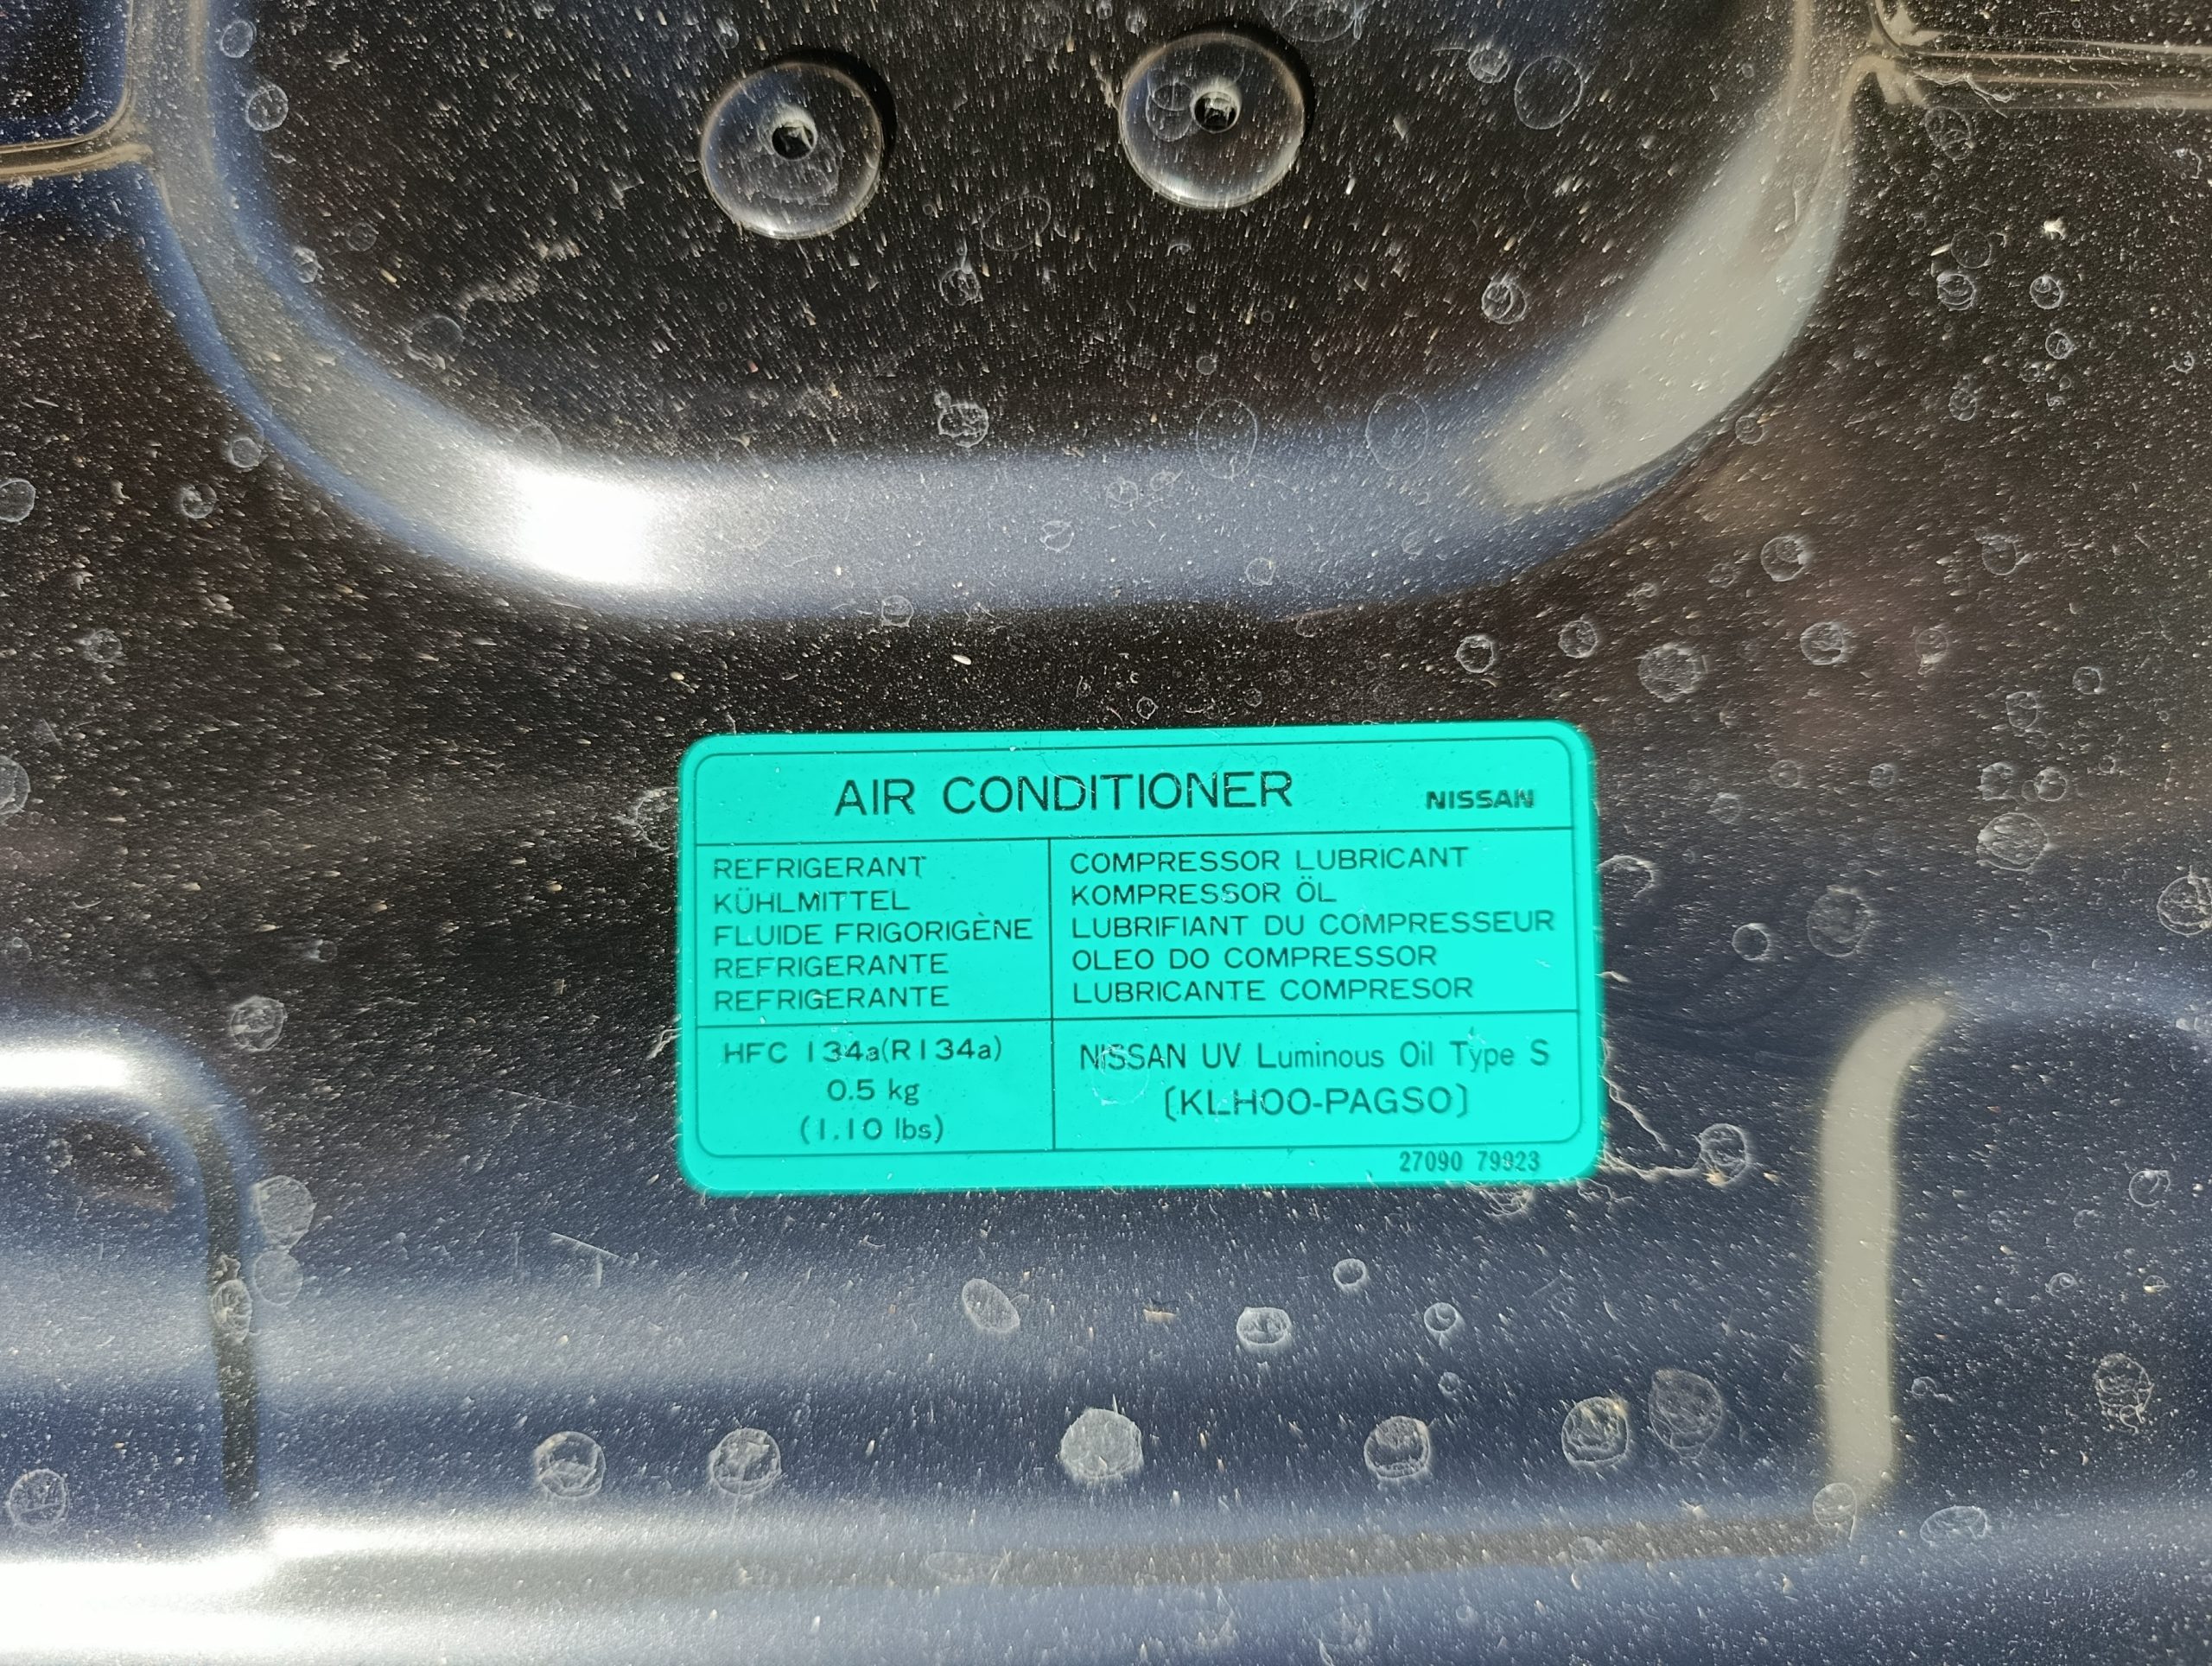 AIR CONDITIONER NISSAN
REFRIGERANT
KÜHLMITTEL
FLUIDE FRIGORIGÈNE
REFRIGERANTE
REFRIGERANTE
COMPRESSOR LUBRICANT
KOMPRESSOR ÖL
LUBRIFIANT DU COMPRESSEUR
OLEO DO COMPRESSOR
LUBRICANTE COMPRESOR
HFC 134a(R134a)
0.5 kg
(1.10 lbs)
NISSAN UV Luminous Oil Type S
[KLH00-PAGS0]
27090 79923